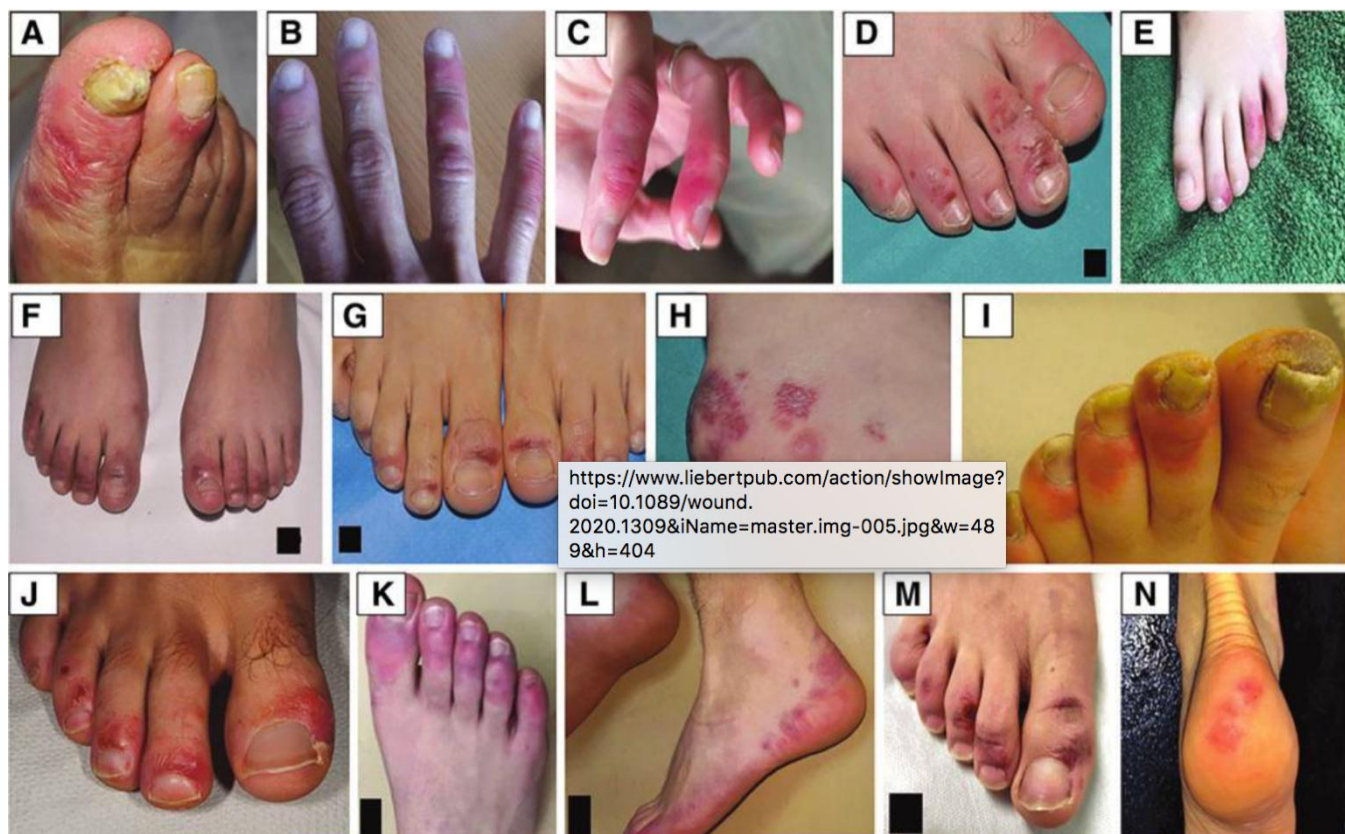 A
B
C
D
E
F
G
H
I
https://www.liebertpub.com/action/showImage?
doi=10.1089/wound.
2020.1309&iName=master.img-005.jpg&w=48
9&h=404
J
K
L
M
N